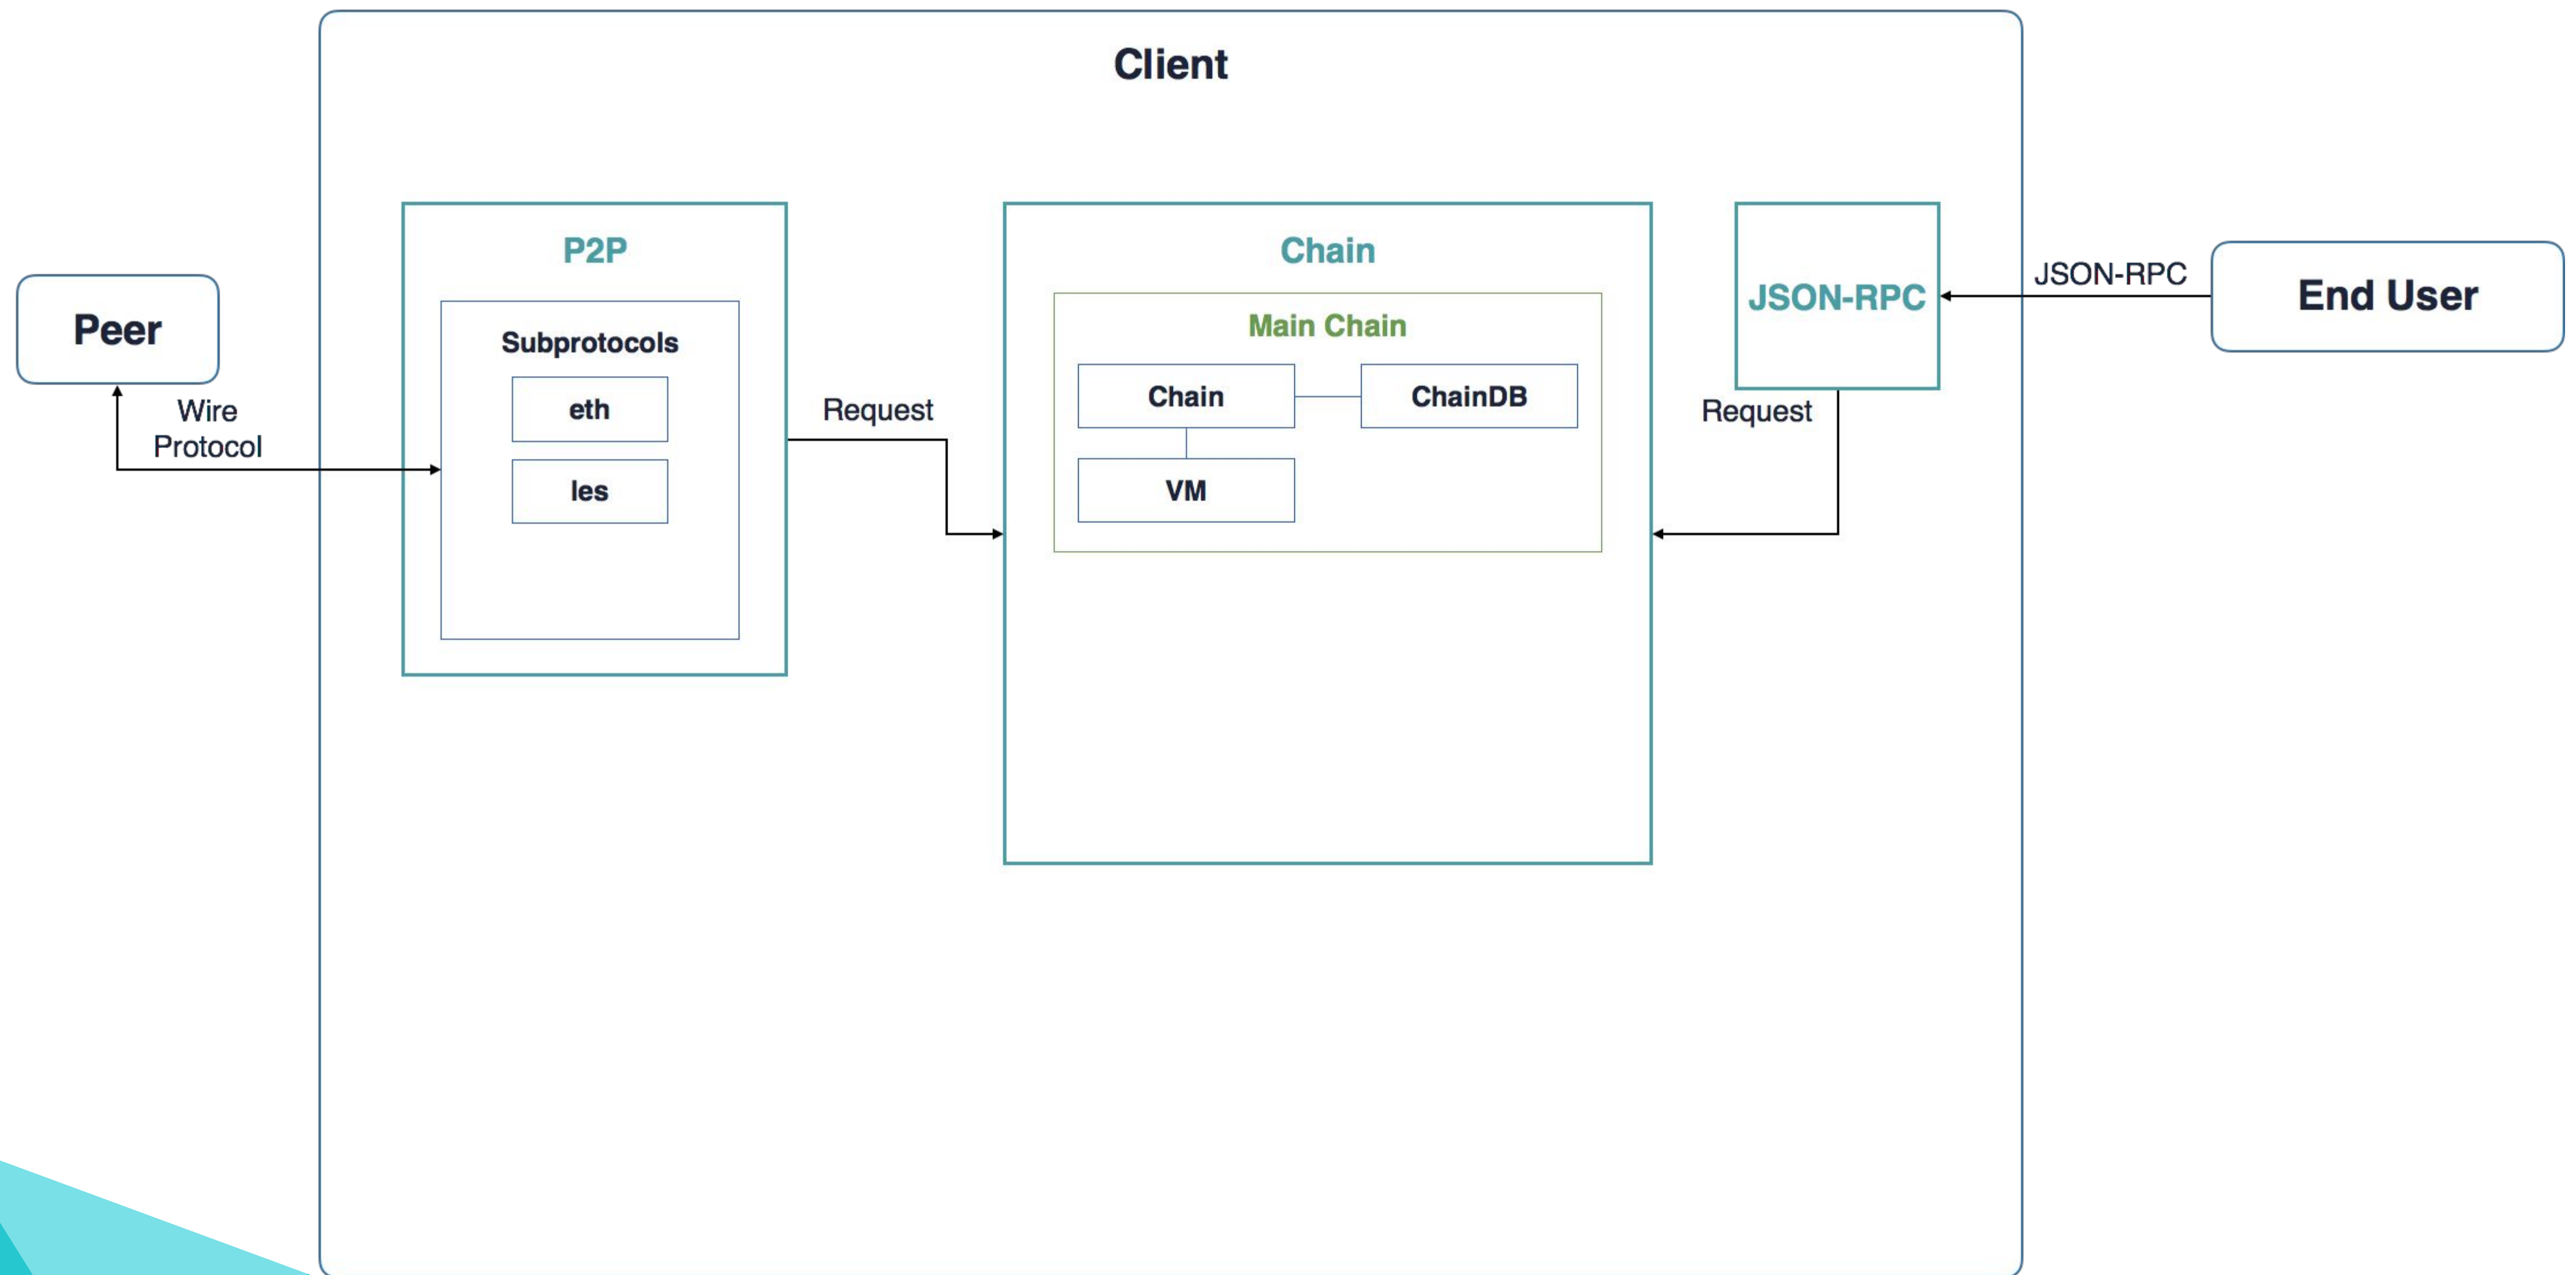 Client
Peer
Wire
Protocol
P2P
Subprotocols
eth
les
Request
Chain
Main Chain
Chain
ChainDB
VM
Request
JSON-RPC
JSON-RPC
End User